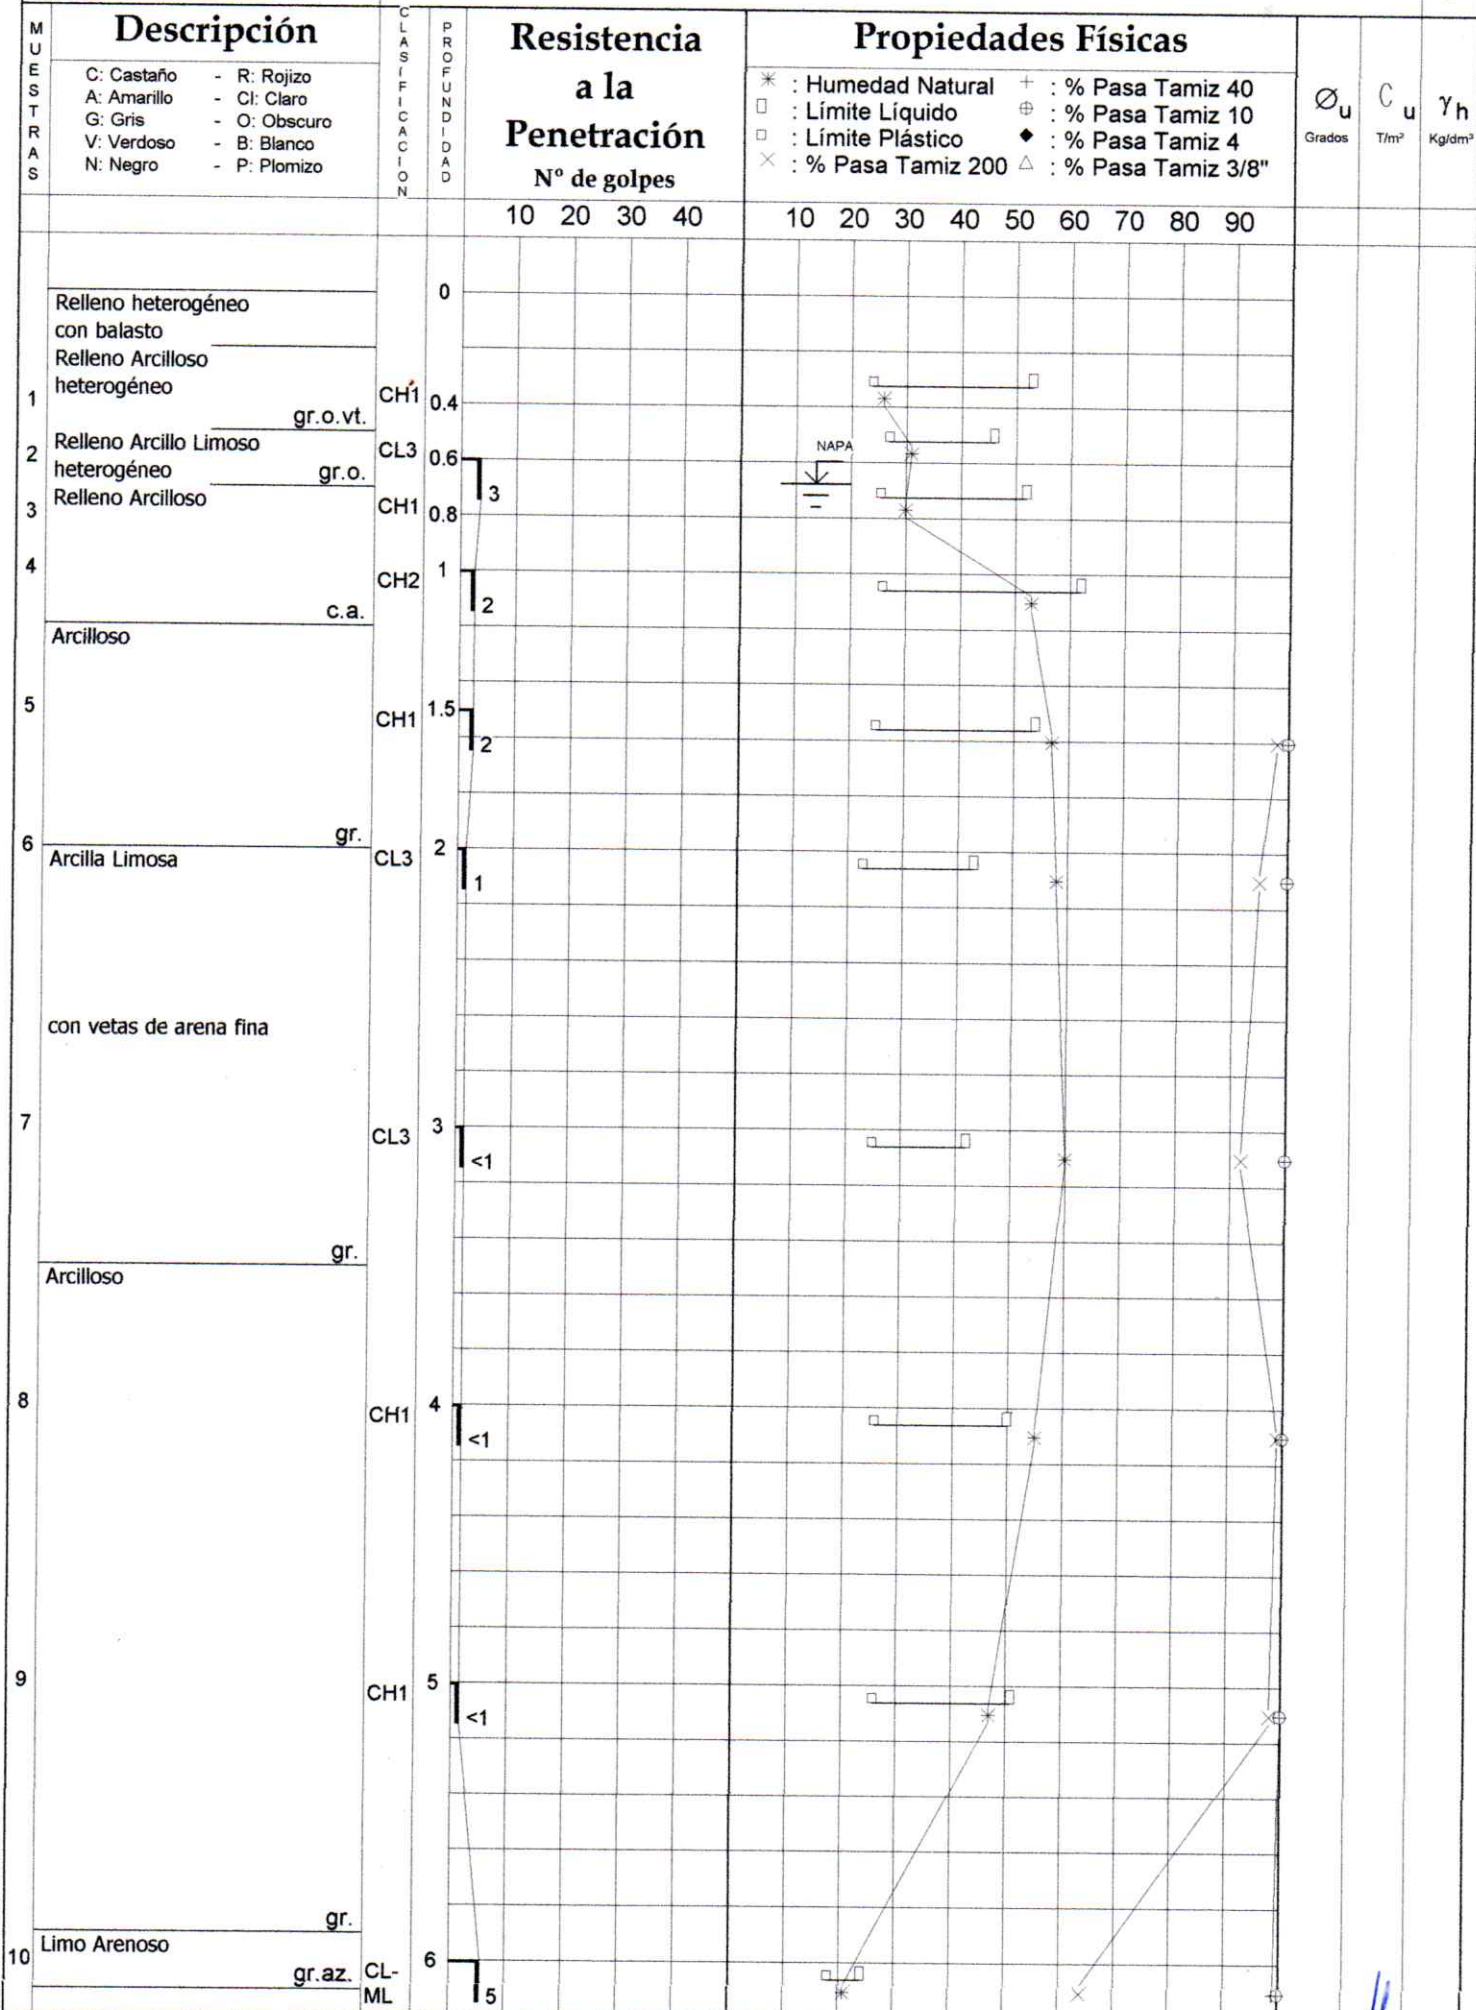 MUESTRAS
Descripción
C: Castaño - R: Rojizo
A: Amarillo - Cl: Claro
G: Gris - O: Obscuro
V: Verdoso - B: Blanco
N: Negro - P: Plomizo
CLASIFICACION
PROFUNDIDAD
Resistencia
a la
Penetración
Nº de golpes
Propiedades Físicas
: Humedad Natural + : % Pasa Tamiz 40
: Límite Líquido ⊕ : % Pasa Tamiz 10
: Límite Plástico ◆ : % Pasa Tamiz 4
: % Pasa Tamiz 200 △ : % Pasa Tamiz 3/8"
Øu
Grados
Cu
T/m²
γh
Kg/dm³
10 20 30 40
10 20 30 40 50 60 70 80 90
Relleno heterogéneo
0
con balasto
Relleno Arcilloso
heterogéneo
1
CH1
0.4
gr.o.vt.
Relleno Arcillo Limoso
2
CL3
0.6
NAPA
heterogéneo
gr.o.
3
Relleno Arcilloso
3
CH1
0.8
4
CH2
1
c.a.
2
Arcilloso
5
CH1
1.5
2
gr.
6
Arcilla Limosa
CL3
2
1
con vetas de arena fina
7
CL3
3
<1
gr.
Arcilloso
8
CH1
4
<1
9
CH1
5
<1
gr.
10
Limo Arenoso
6
gr.az.
CL-
ML
5